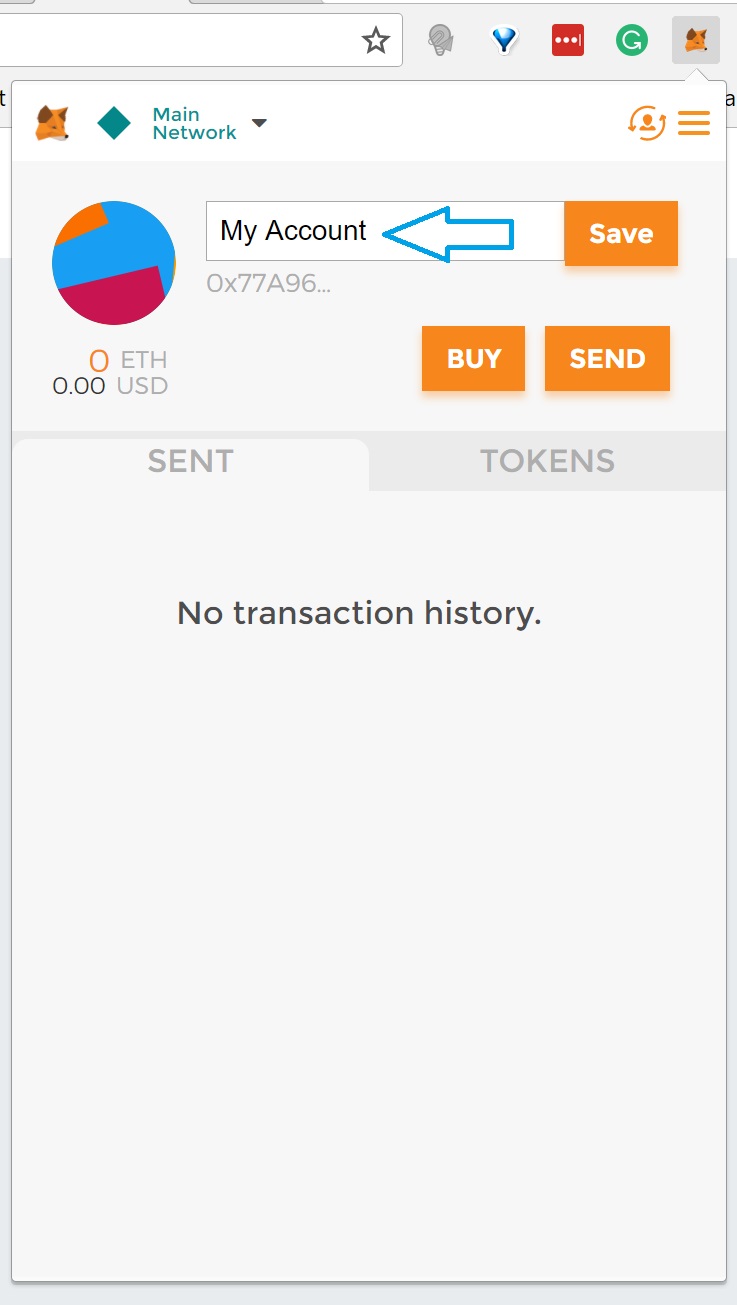 t
a
Main
Network
My Account
Save
0x77A96...
0 ETH
0.00 USD
BUY
SEND
SENT
TOKENS
No transaction history.